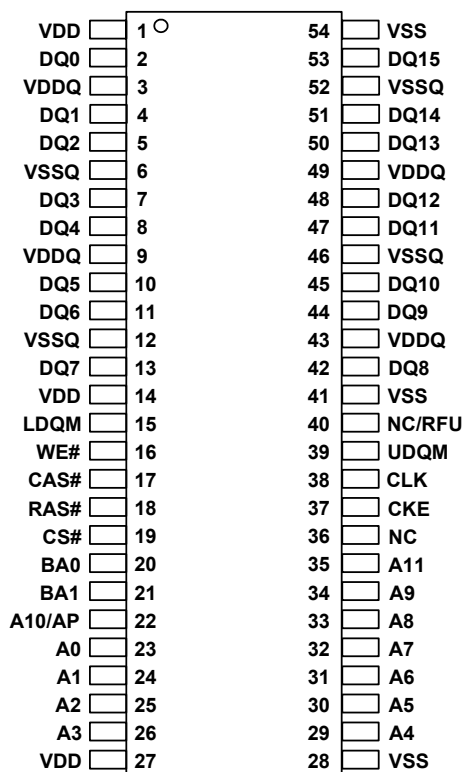 VDD 1 54 VSS
DQ0 2 53 DQ15
VDDQ 3 52 VSSQ
DQ1 4 51 DQ14
DQ2 5 50 DQ13
VSSQ 6 49 VDDQ
DQ3 7 48 DQ12
DQ4 8 47 DQ11
VDDQ 9 46 VSSQ
DQ5 10 45 DQ10
DQ6 11 44 DQ9
VSSQ 12 43 VDDQ
DQ7 13 42 DQ8
VDD 14 41 VSS
LDQM 15 40 NC/RFU
WE# 16 39 UDQM
CAS# 17 38 CLK
RAS# 18 37 CKE
CS# 19 36 NC
BA0 20 35 A11
BA1 21 34 A9
A10/AP 22 33 A8
A0 23 32 A7
A1 24 31 A6
A2 25 30 A5
A3 26 29 A4
VDD 27 28 VSS